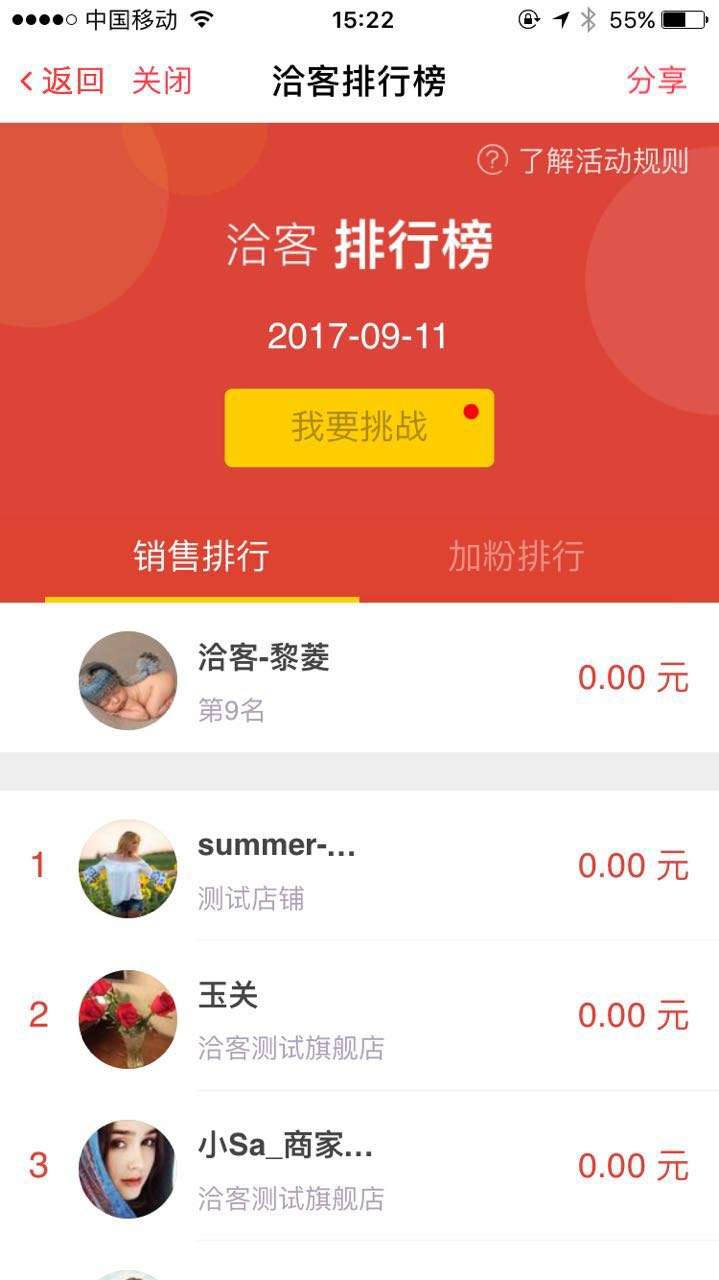 中国移动 15:22 55%
返回 关闭 洽客排行榜 分享
? 了解活动规则
洽客 排行榜
2017-09-11
我要挑战
销售排行 加粉排行
洽客-黎菱
第9名
0.00 元
1 summer-...
测试店铺
0.00 元
2 玉关
洽客测试旗舰店
0.00 元
3 小Sa_商家...
洽客测试旗舰店
0.00 元